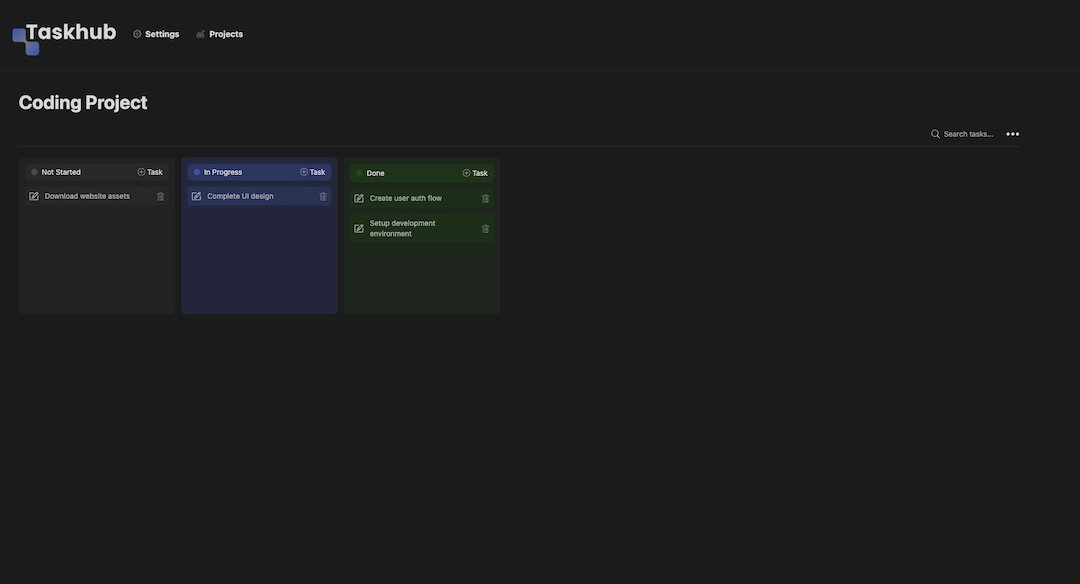 Taskhub
Settings
Projects
Coding Project
Search tasks...
Not Started
Task
Download website assets
In Progress
Task
Complete UI design
Done
Task
Create user auth flow
Setup development
environment